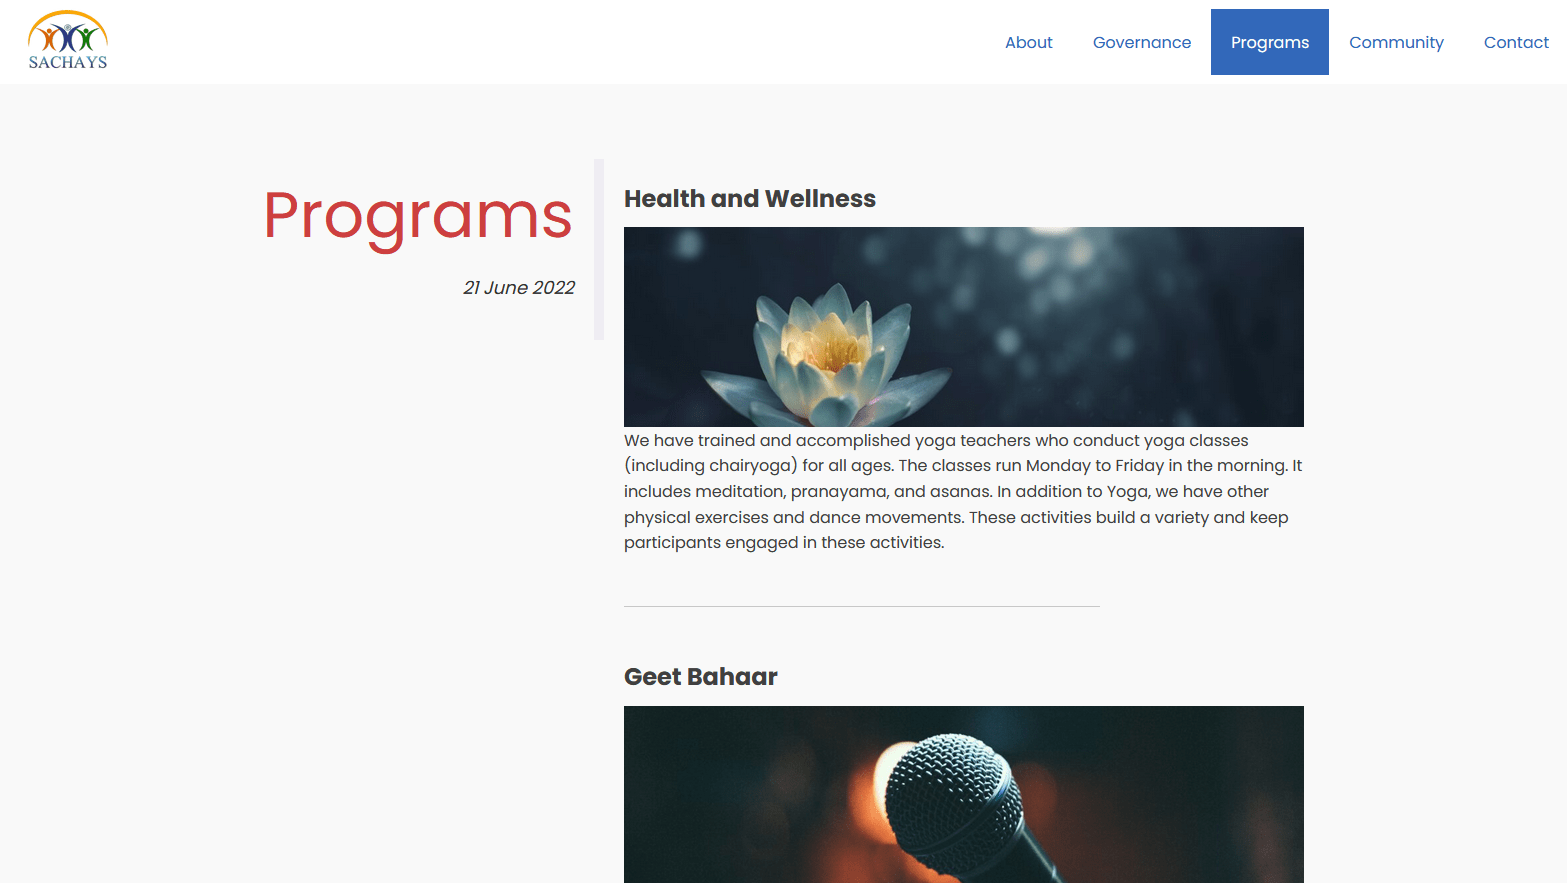 SACHAYS
About
Governance
Programs
Community
Contact
Programs
21 June 2022
Health and Wellness
We have trained and accomplished yoga teachers who conduct yoga classes
(including chairyoga) for all ages. The classes run Monday to Friday in the morning. It
includes meditation, pranayama, and asanas. In addition to Yoga, we have other
physical exercises and dance movements. These activities build a variety and keep
participants engaged in these activities.
Geet Bahaar